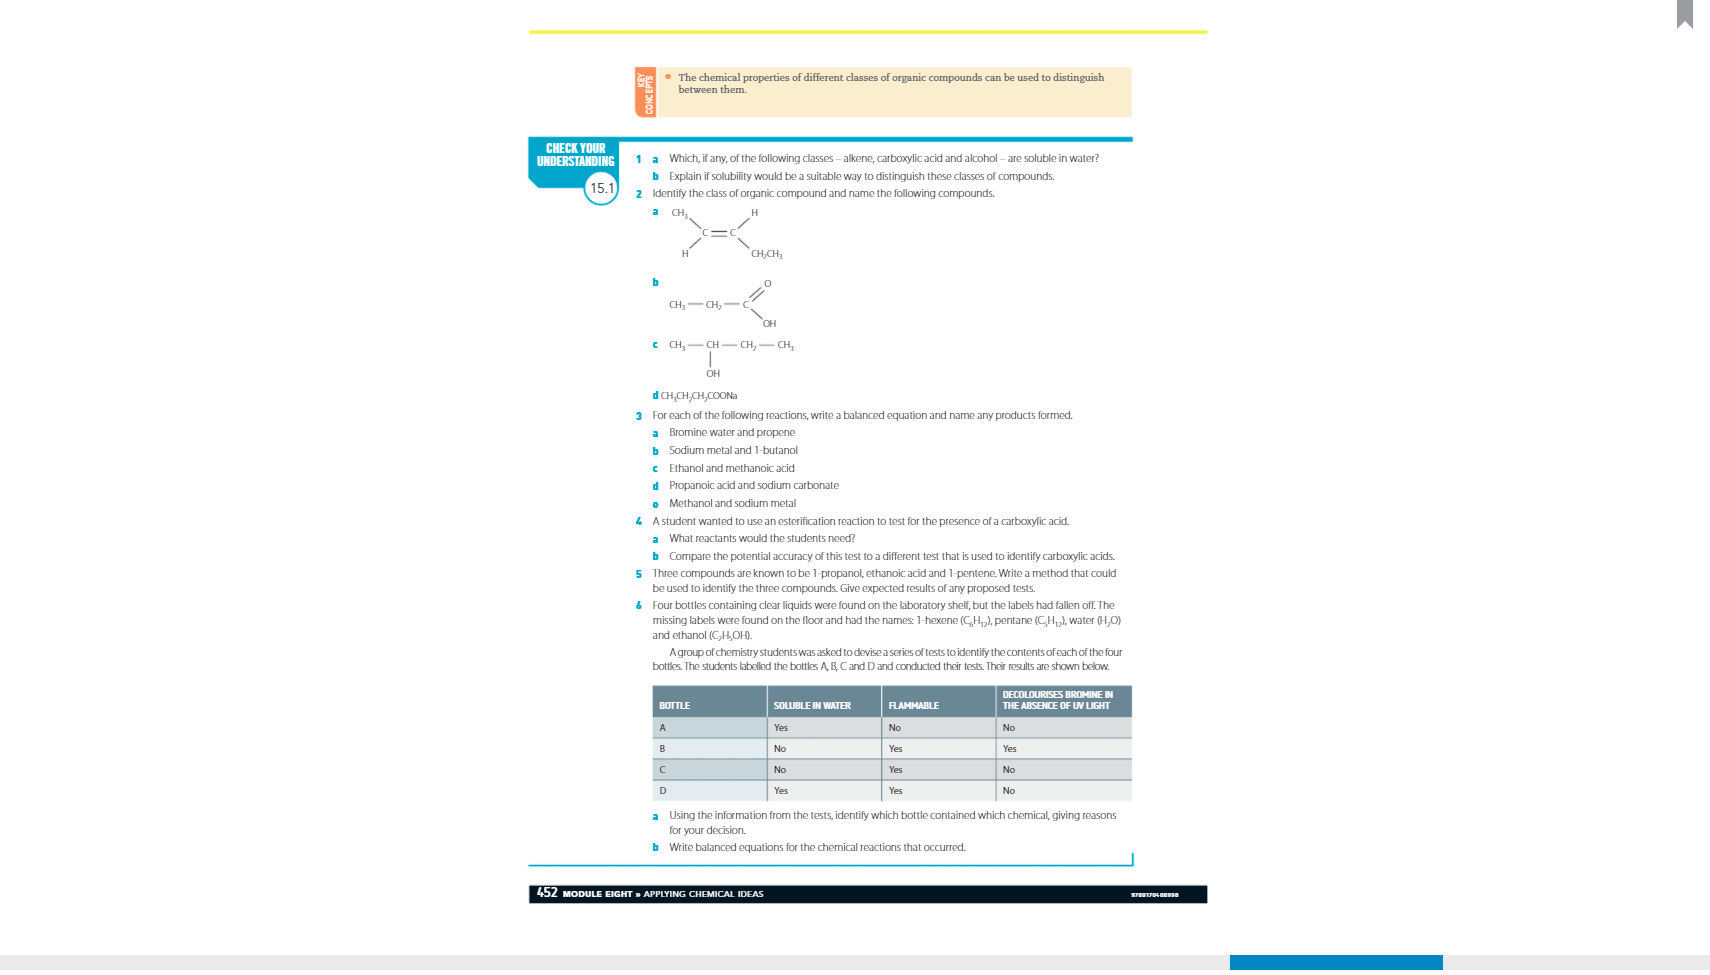 KEY
CONCEPTS
• The chemical properties of different classes of organic compounds can be used to distinguish
between them.
CHECK YOUR
UNDERSTANDING
15.1
1 a Which, if any, of the following classes – alkene, carboxylic acid and alcohol – are soluble in water?
b Explain if solubility would be a suitable way to distinguish these classes of compounds.
2 Identify the class of organic compound and name the following compounds.
a CH₃ H
C=C
H CH₂CH₃
b O
CH₃—CH₂—C
OH
c CH₃—CH—CH₂—CH₃
OH
d CH₃CH₂CH₂COONa
3 For each of the following reactions, write a balanced equation and name any products formed.
a Bromine water and propene
b Sodium metal and 1-butanol
c Ethanol and methanoic acid
d Propanoic acid and sodium carbonate
e Methanol and sodium metal
4 A student wanted to use an esterification reaction to test for the presence of a carboxylic acid.
a What reactants would the students need?
b Compare the potential accuracy of this test to a different test that is used to identify carboxylic acids.
5 Three compounds are known to be 1-propanol, ethanoic acid and 1-pentene. Write a method that could
be used to identify the three compounds. Give expected results of any proposed tests.
6 Four bottles containing clear liquids were found on the laboratory shelf, but the labels had fallen off. The
missing labels were found on the floor and had the names: 1-hexene (C₆H₁₂), pentane (C₅H₁₂), water (H₂O)
and ethanol (C₂H₅OH).
A group of chemistry students was asked to devise a series of tests to identify the contents of each of the four
bottles. The students labelled the bottles A, B, C and D and conducted their tests. Their results are shown below.
BOTTLE SOLUBLE IN WATER FLAMMABLE DECOLOURISES BROMINE IN
THE ABSENCE OF UV LIGHT
A Yes No No
B No Yes Yes
C No Yes No
D Yes Yes No
a Using the information from the tests, identify which bottle contained which chemical, giving reasons
for your decision.
b Write balanced equations for the chemical reactions that occurred.
452 MODULE EIGHT » APPLYING CHEMICAL IDEAS
9780170408998